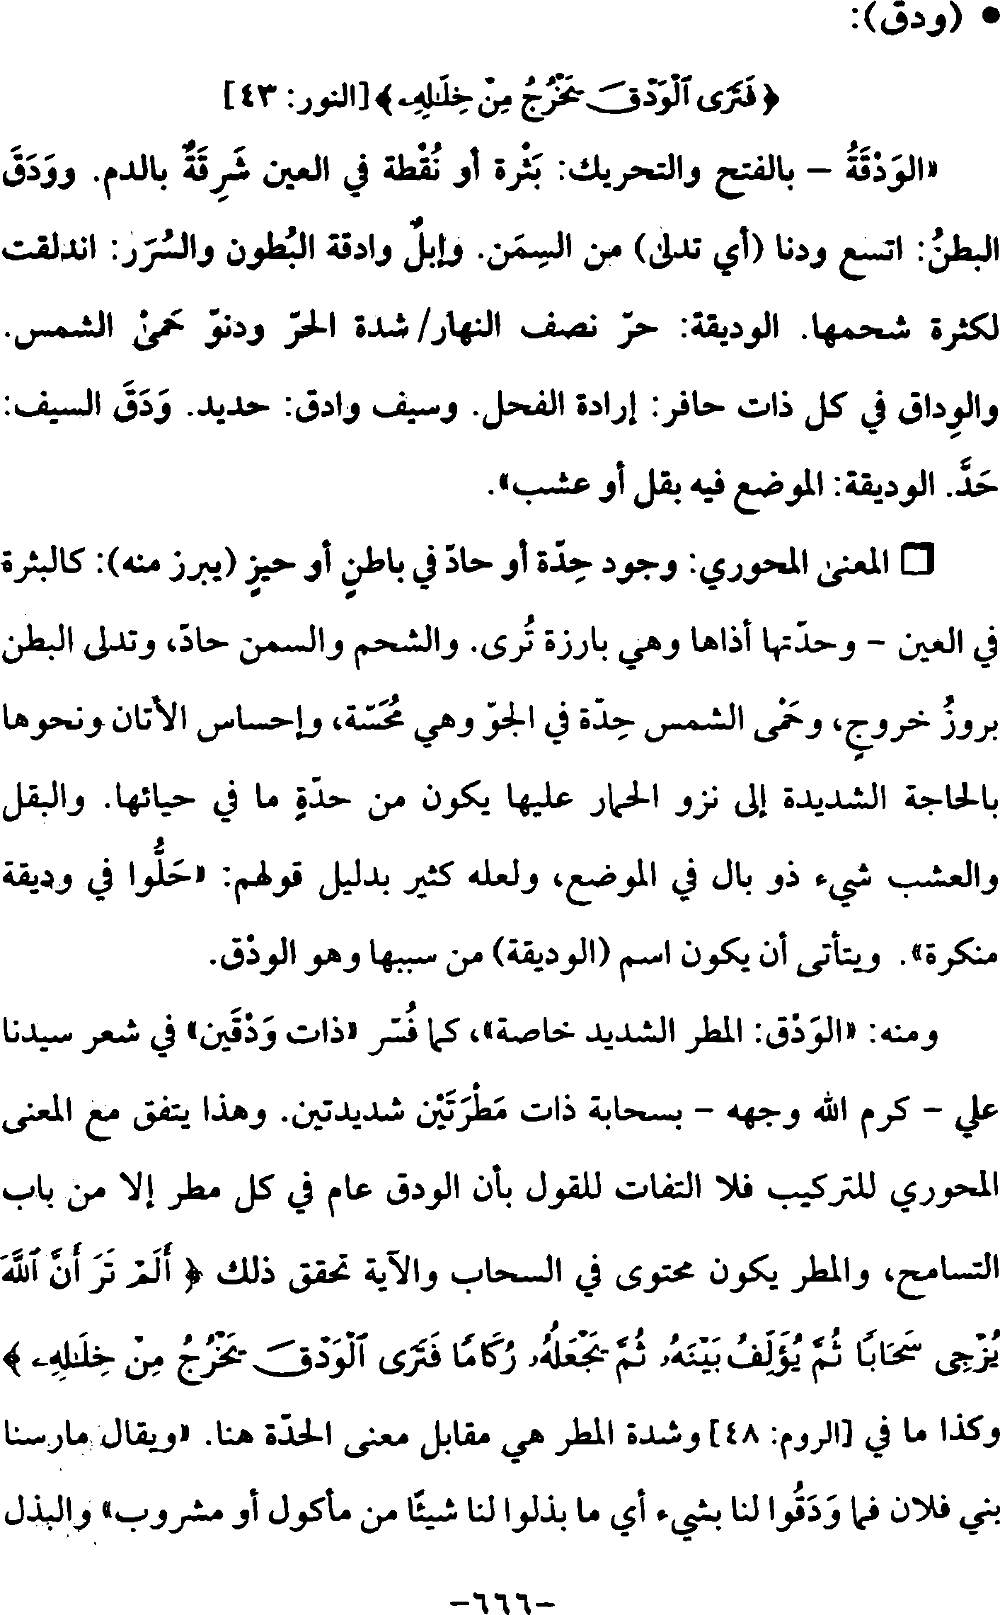 • (ودق):
﴿فَتَرَى ٱلْوَدْقَ يَخْرُجُ مِنْ خِلَـٰلِهِۦ﴾ [النور: ٤٣]
«الوَدْقَةُ – بالفتح والتحريك: بَثْرة أو نُقْطة في العين شَرِقَةٌ بالدم. ووَدَقَ
البطنُ: اتسع ودنا (أي تدلىٰ) من السِمَن. وإبلٌ وادقة البُطون والسُرَر: اندلقت
لكثرة شحمها. الوديقة: حرّ نصف النهار/ شدة الحرّ ودنوّ حَمىْ الشمس.
والوِداق في كل ذات حافر: إرادة الفحل. وسيف وادق: حديد. وَدَقَ السيف:
حَدَّ. الوديقة: الموضع فيه بقل أو عشب».
□ المعنىٰ المحوري: وجود حِدّة أو حادّ في باطنٍ أو حيزٍ (يبرز منه): كالبثرة
في العين – وحدّتها أذاها وهي بارزة تُرى. والشحم والسمن حادّ، وتدلى البطن
بروزُ خروجٍ، وحَمْى الشمس حِدّة في الجوّ وهي مُحَسّة، وإحساس الأتان ونحوها
بالحاجة الشديدة إلى نزو الحمار عليها يكون من حدّةٍ ما في حيائها. والبقل
والعشب شيء ذو بال في الموضع، ولعله كثير بدليل قولهم: «حَلُّوا في وديقة
منكرة». ويتأتى أن يكون اسم (الوديقة) من سببها وهو الودْق.
ومنه: «الوَدْق: المطر الشديد خاصة»، كما فُسّر «ذات وَدْقَين» في شعر سيدنا
علي – كرم الله وجهه – بسحابة ذات مَطْرَتَيْن شديدتين. وهذا يتفق مع المعنى
المحوري للتركيب فلا التفات للقول بأن الودق عام في كل مطر إلا من باب
التسامح، والمطر يكون محتوى في السحاب والآية تحقق ذلك ﴿أَلَمْ تَرَ أَنَّ ٱللَّهَ
يُزْجِى سَحَابًا ثُمَّ يُؤَلِّفُ بَيْنَهُۥ ثُمَّ يَجْعَلُهُۥ رُكَامًا فَتَرَى ٱلْوَدْقَ يَخْرُجُ مِنْ خِلَـٰلِهِۦ﴾
وكذا ما في [الروم: ٤٨] وشدة المطر هي مقابل معنى الحدّة هنا. «ويقال مارسنا
بني فلان فما وَدَقُوا لنا بشيء أي ما بذلوا لنا شيئًا من مأكول أو مشروب» والبذل
-٦٦٦-